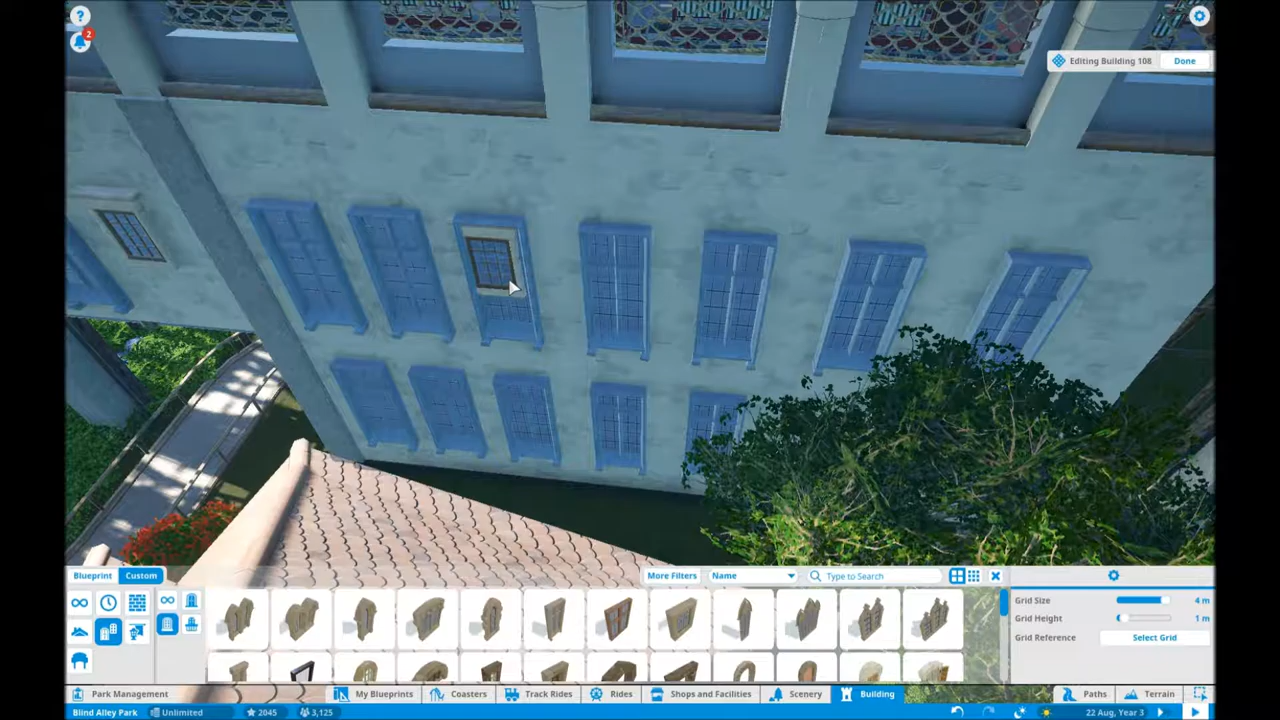 ?
2
Editing Building 108 Done
Blueprint Custom More Filters Name Type to Search
Grid Size 4 m
Grid Height 1 m
Grid Reference Select Grid
Park Management My Blueprints Coasters Track Rides Rides Shops and Facilities Scenery Building Paths Terrain
Blind Alley Park Unlimited 2045 3,125 22 Aug, Year 3